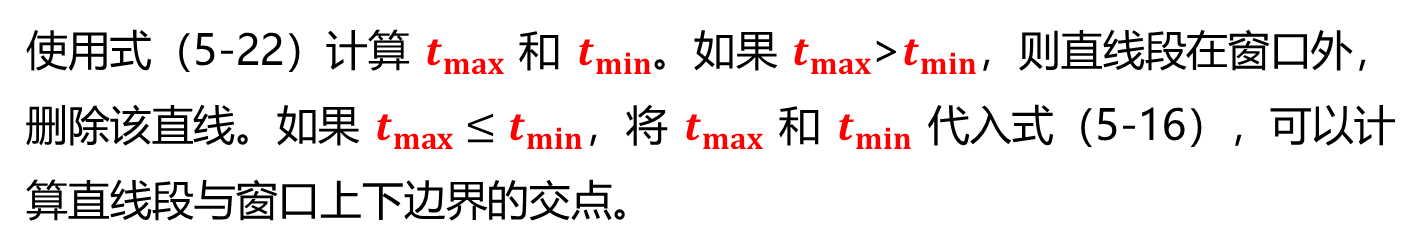 使用式（5-22）计算 tmax 和 tmin。如果 tmax>tmin，则直线段在窗口外，
删除该直线。如果 tmax ≤ tmin，将 tmax 和 tmin 代入式（5-16），可以计
算直线段与窗口上下边界的交点。